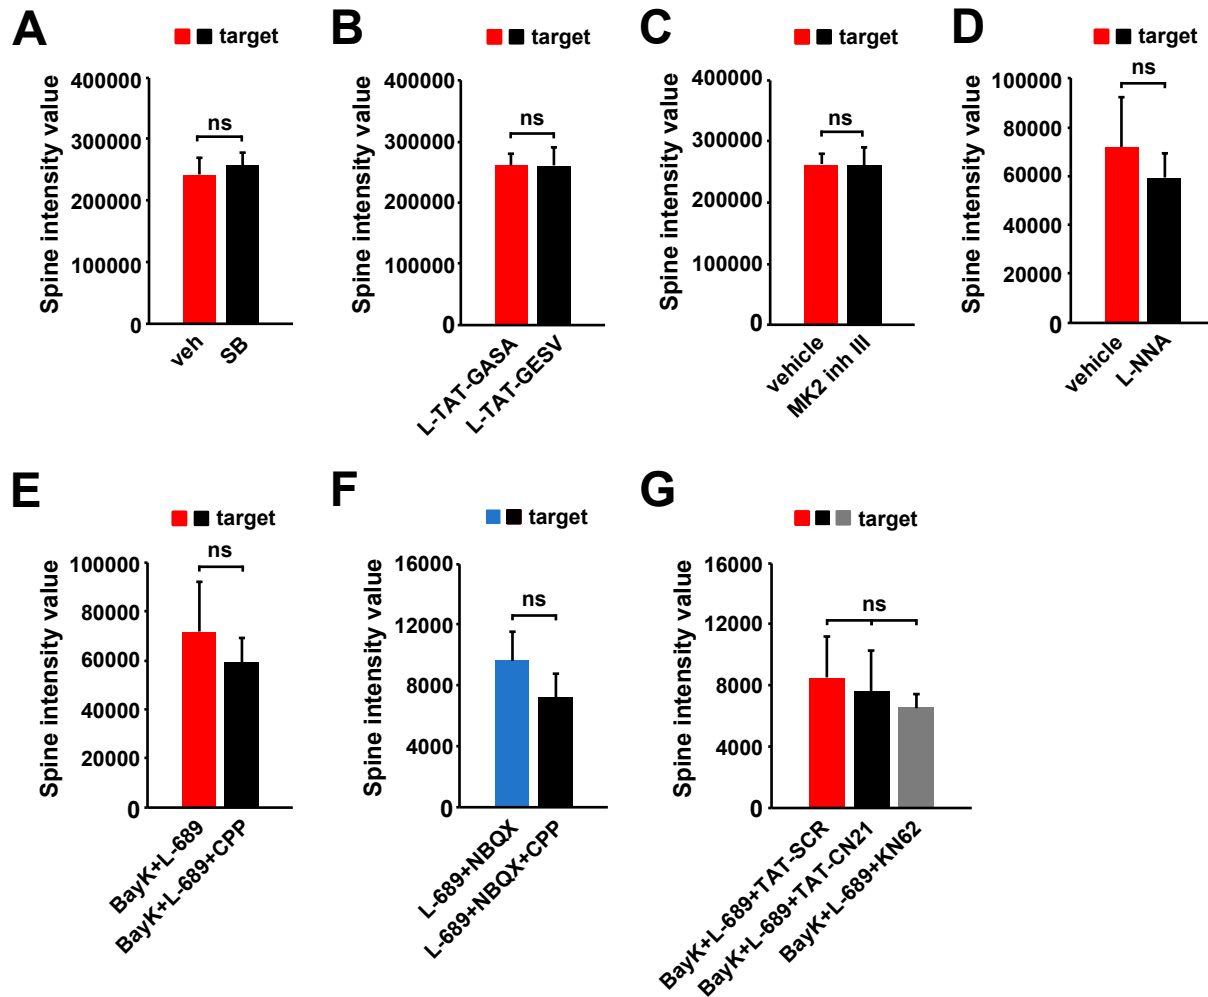 A
target
Spine intensity value
400000
300000
200000
100000
0
ns
veh
SB
B
target
Spine intensity value
400000
300000
200000
100000
0
ns
L-TAT-GASA
L-TAT-GESV
C
target
Spine intensity value
400000
300000
200000
100000
0
ns
vehicle
MK2 inh III
D
target
Spine intensity value
100000
80000
60000
40000
20000
0
ns
vehicle
L-NNA
E
target
Spine intensity value
100000
80000
60000
40000
20000
0
ns
BayK+L-689
BayK+L-689+CPP
F
target
Spine intensity value
16000
12000
8000
4000
0
ns
L-689+NBQX
L-689+NBQX+CPP
G
target
Spine intensity value
16000
12000
8000
4000
0
ns
BayK+L-689+TAT-SCR
BayK+L-689+TAT-CN21
BayK+L-689+KN62